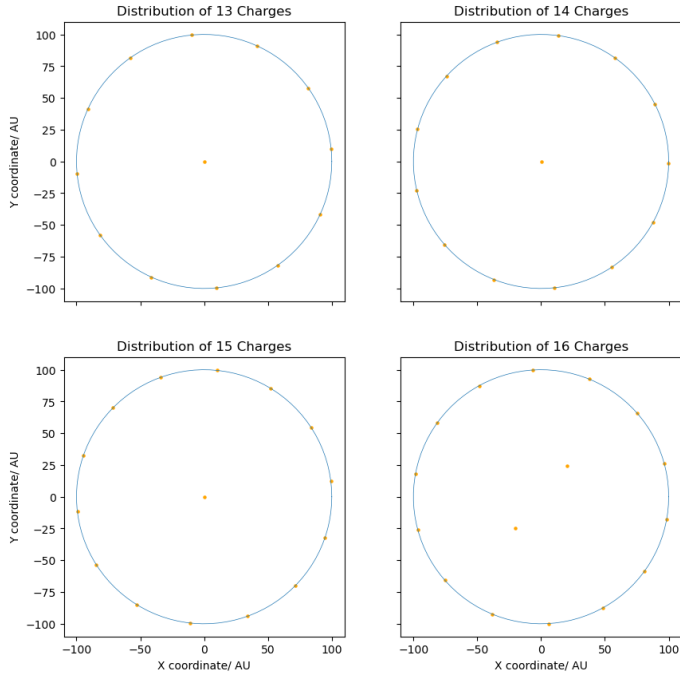 Distribution of 13 Charges
Distribution of 14 Charges
100
75
50
25
0
−25
−50
−75
−100
Y coordinate/ AU
Distribution of 15 Charges
Distribution of 16 Charges
100
75
50
25
0
−25
−50
−75
−100
Y coordinate/ AU
−100 −50 0 50 100
−100 −50 0 50 100
X coordinate/ AU
X coordinate/ AU